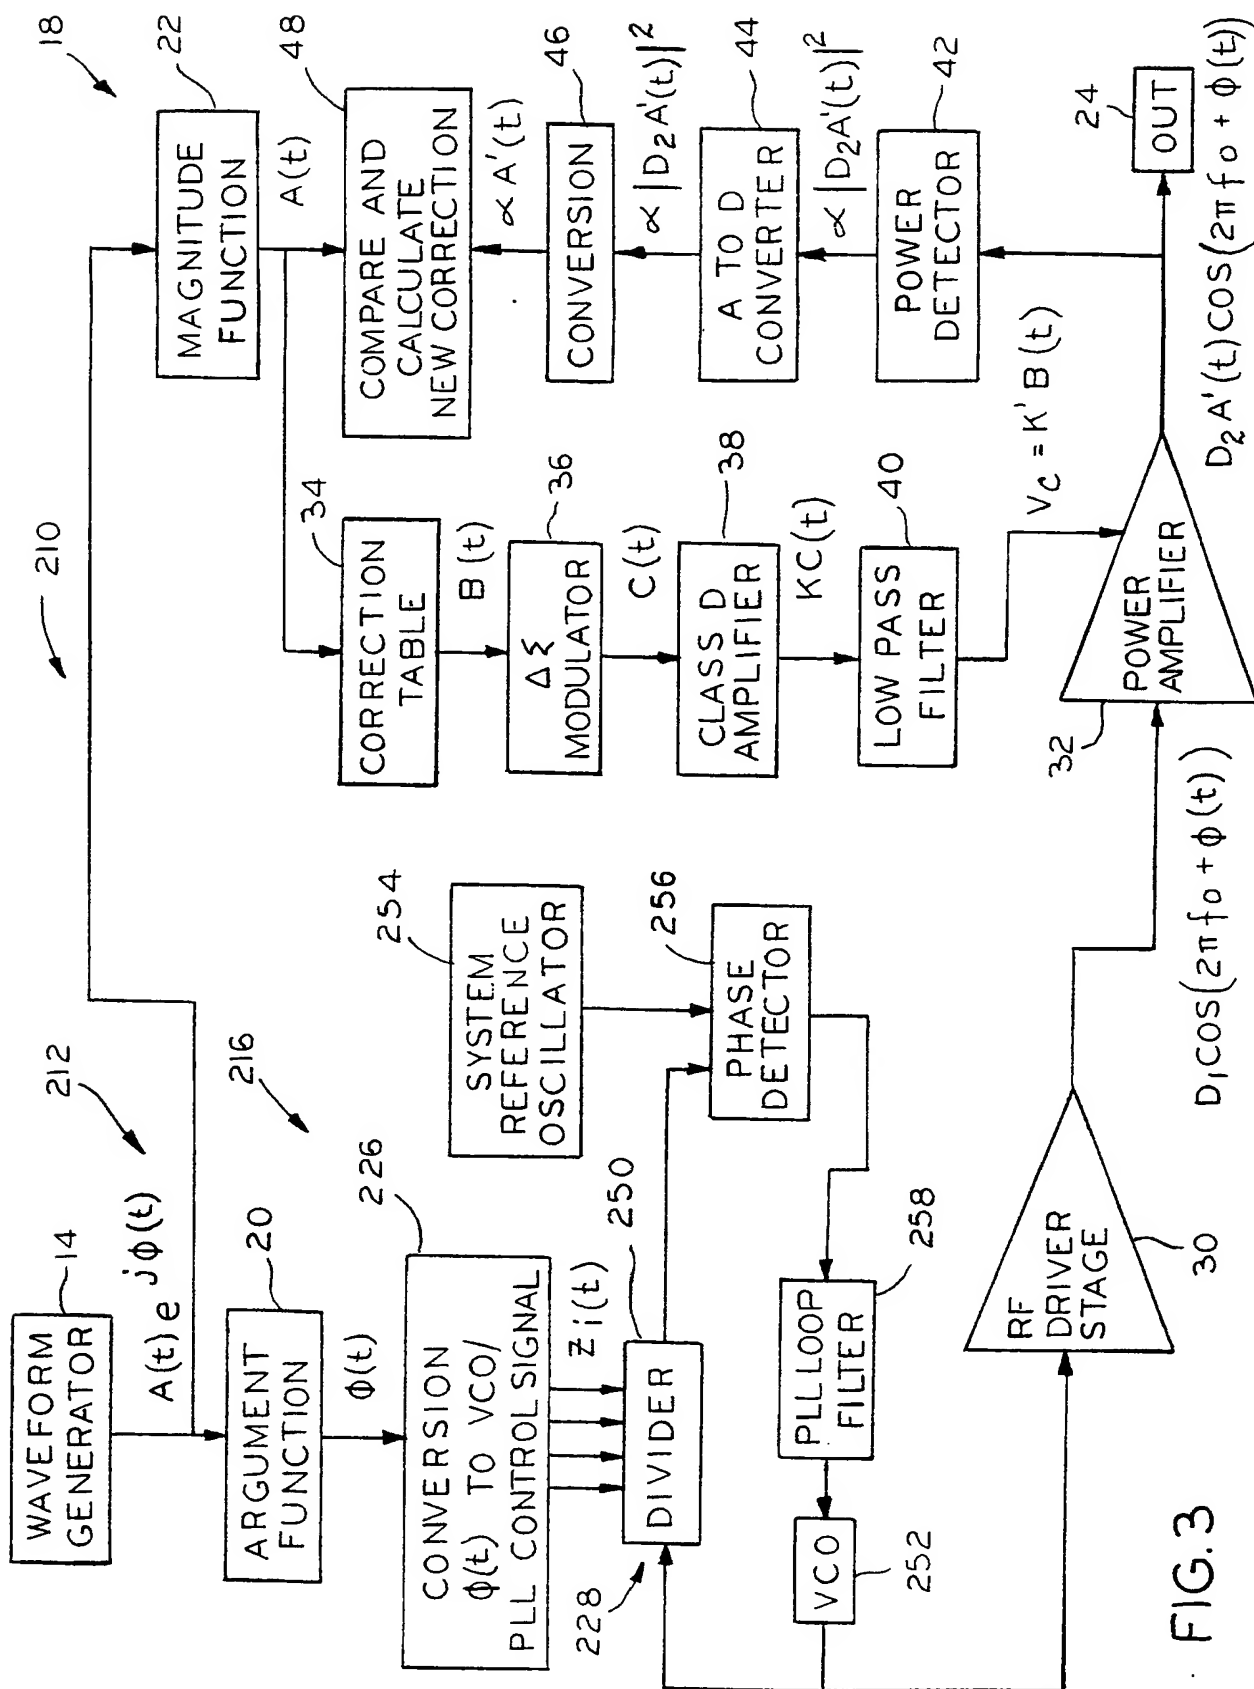 210
212
14
WAVEFORM
GENERATOR
A(t)e jϕ(t)
20
ARGUMENT
FUNCTION
ϕ(t)
216
226
CONVERSION
ϕ(t) TO VCO/
PLL CONTROL SIGNAL
Zi(t)
250
DIVIDER
228
254
SYSTEM
REFERENCE
OSCILLATOR
256
PHASE
DETECTOR
258
PLL LOOP
FILTER
VCO
252
RF
DRIVER
STAGE
30
D1COS(2πfo + ϕ(t))
18
22
MAGNITUDE
FUNCTION
A(t)
34
CORRECTION
TABLE
B(t)
36
ΔΣ
MODULATOR
C(t)
38
CLASS D
AMPLIFIER
KC(t)
40
LOW PASS
FILTER
VC = K'B(t)
48
COMPARE AND
CALCULATE
NEW CORRECTION
∝ A'(t)
46
CONVERSION
∝ |D2A'(t)|2
44
A TO D
CONVERTER
∝ |D2A'(t)|2
42
POWER
DETECTOR
32
POWER
AMPLIFIER
24
OUT
D2A'(t)COS(2πfo + ϕ(t))
FIG. 3